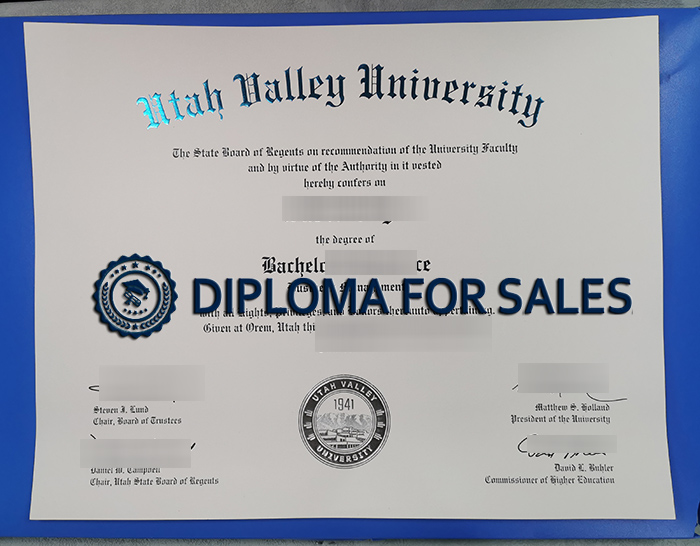 Utah Valley University
The State Board of Regents on recommendation of the University Faculty
and by virtue of the Authority in it vested
hereby confers on
the degree of
DIPLOMA FOR SALES
Given at Orem, Utah
Steven J. Lund
Chair, Board of Trustees
Matthew S. Holland
President of the University
Daniel W. Campbell
Chair, Utah State Board of Regents
David L. Buhler
Commissioner of Higher Education
UTAH VALLEY
1941
UNIVERSITY